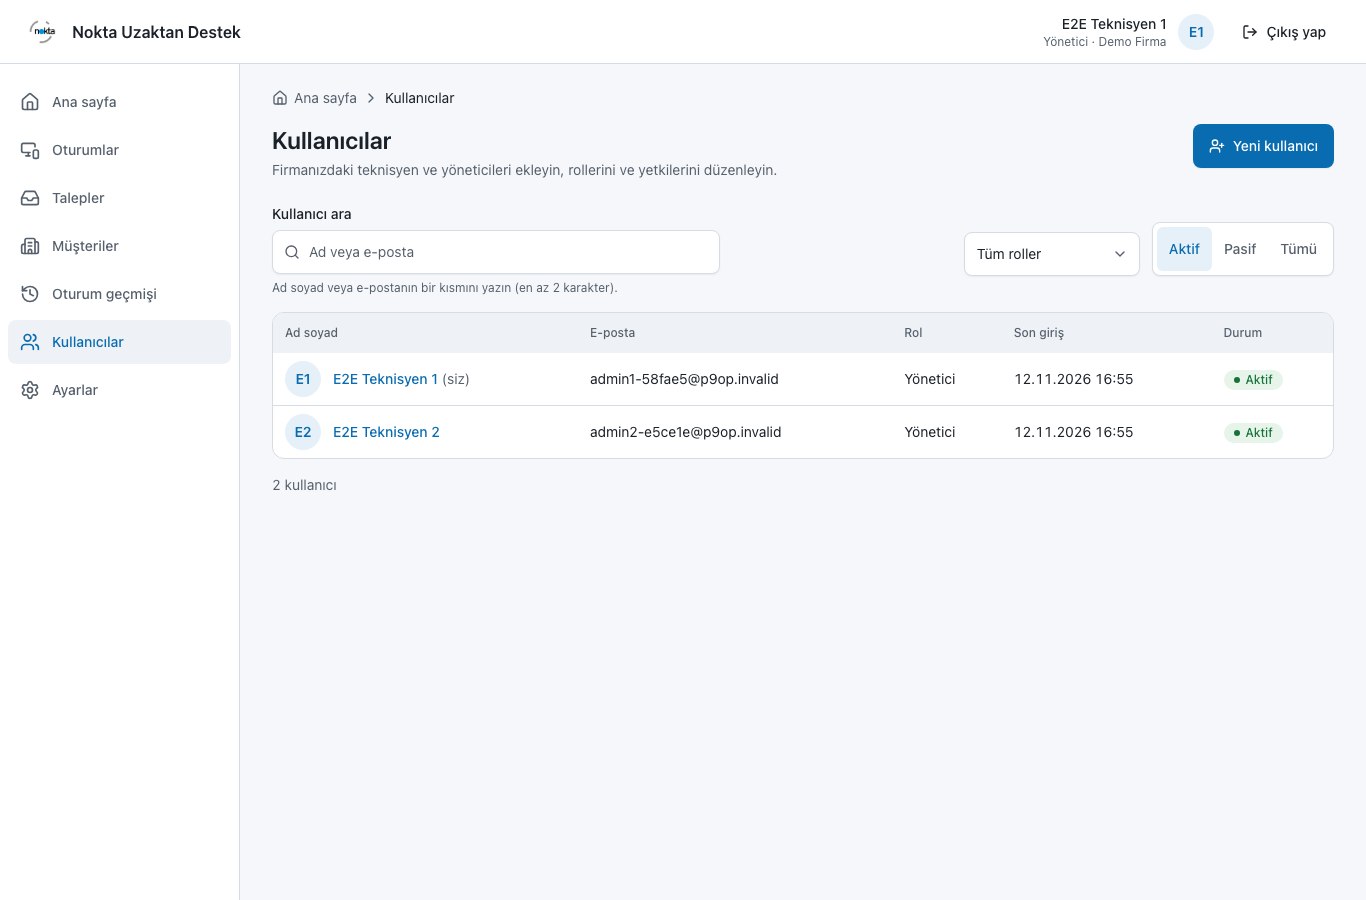 nokta
Nokta Uzaktan Destek
E2E Teknisyen 1
Yönetici · Demo Firma
E1
Çıkış yap
Ana sayfa
Oturumlar
Talepler
Müşteriler
Oturum geçmişi
Kullanıcılar
Ayarlar
Ana sayfa
Kullanıcılar
Kullanıcılar
Firmanızdaki teknisyen ve yöneticileri ekleyin, rollerini ve yetkilerini düzenleyin.
Yeni kullanıcı
Kullanıcı ara
Ad veya e-posta
Ad soyad veya e-postanın bir kısmını yazın (en az 2 karakter).
Tüm roller
Aktif Pasif Tümü
Ad soyad E-posta Rol Son giriş Durum
E1 E2E Teknisyen 1 (siz) admin1-58fae5@p9op.invalid Yönetici 12.11.2026 16:55 Aktif
E2 E2E Teknisyen 2 admin2-e5ce1e@p9op.invalid Yönetici 12.11.2026 16:55 Aktif
2 kullanıcı